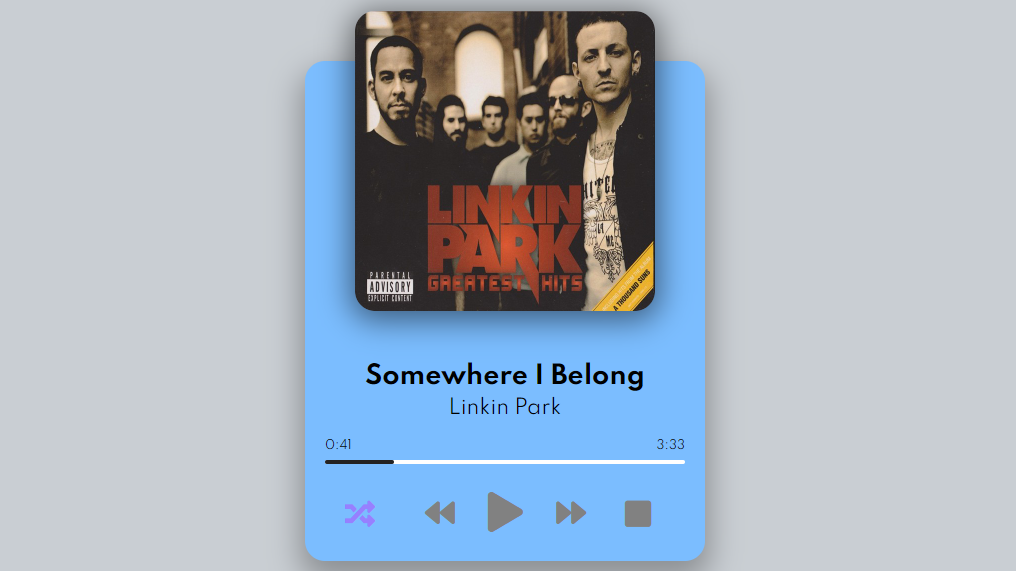 LINKIN
PARK
GREATEST HITS
PARENTAL
ADVISORY
EXPLICIT CONTENT
A THOUSAND SUNS
Somewhere I Belong
Linkin Park
0:41 3:33